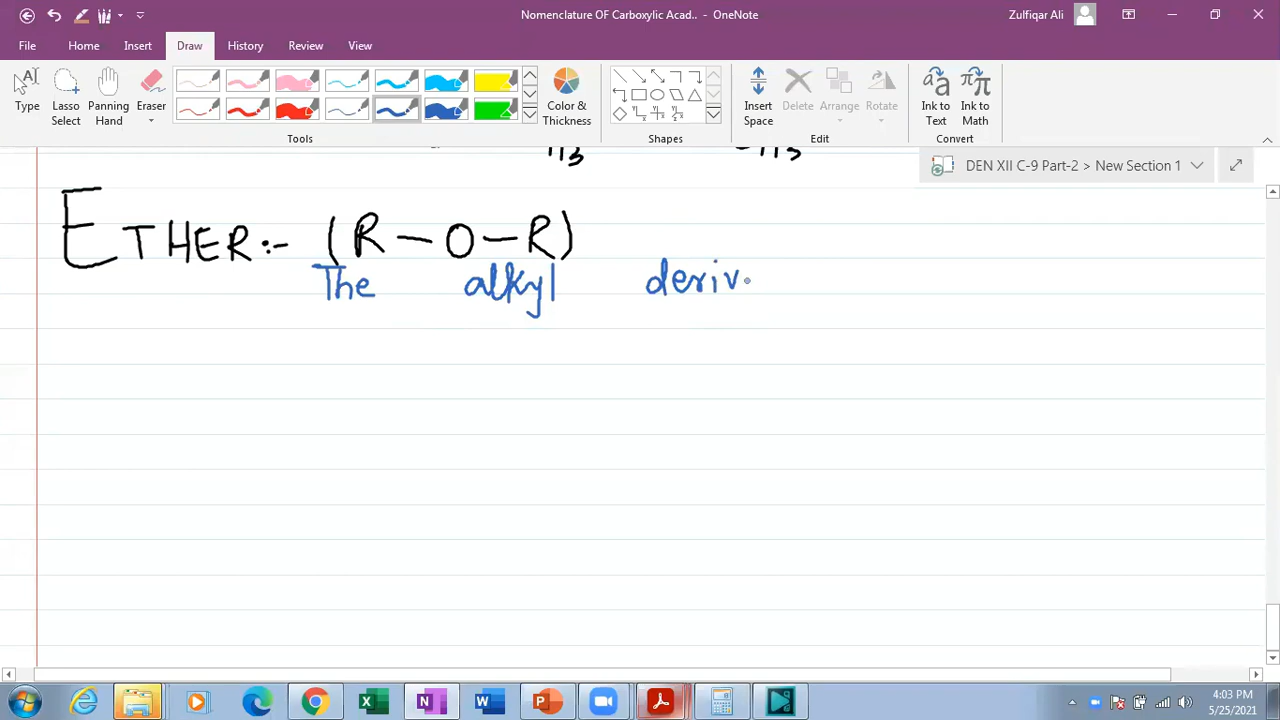 Nomenclature OF Carboxylic Acad.. - OneNote
Zulfiqar Ali
File Home Insert Draw History Review View
Type
Lasso Select
Panning Hand
Eraser
Color & Thickness
Insert Space
Delete
Arrange
Rotate
Ink to Text
Ink to Math
Tools
Shapes
Edit
Convert
DEN XII C-9 Part-2 > New Section 1
ETHER:- (R-O-R)
The alkyl deriv
4:03 PM
5/25/2021